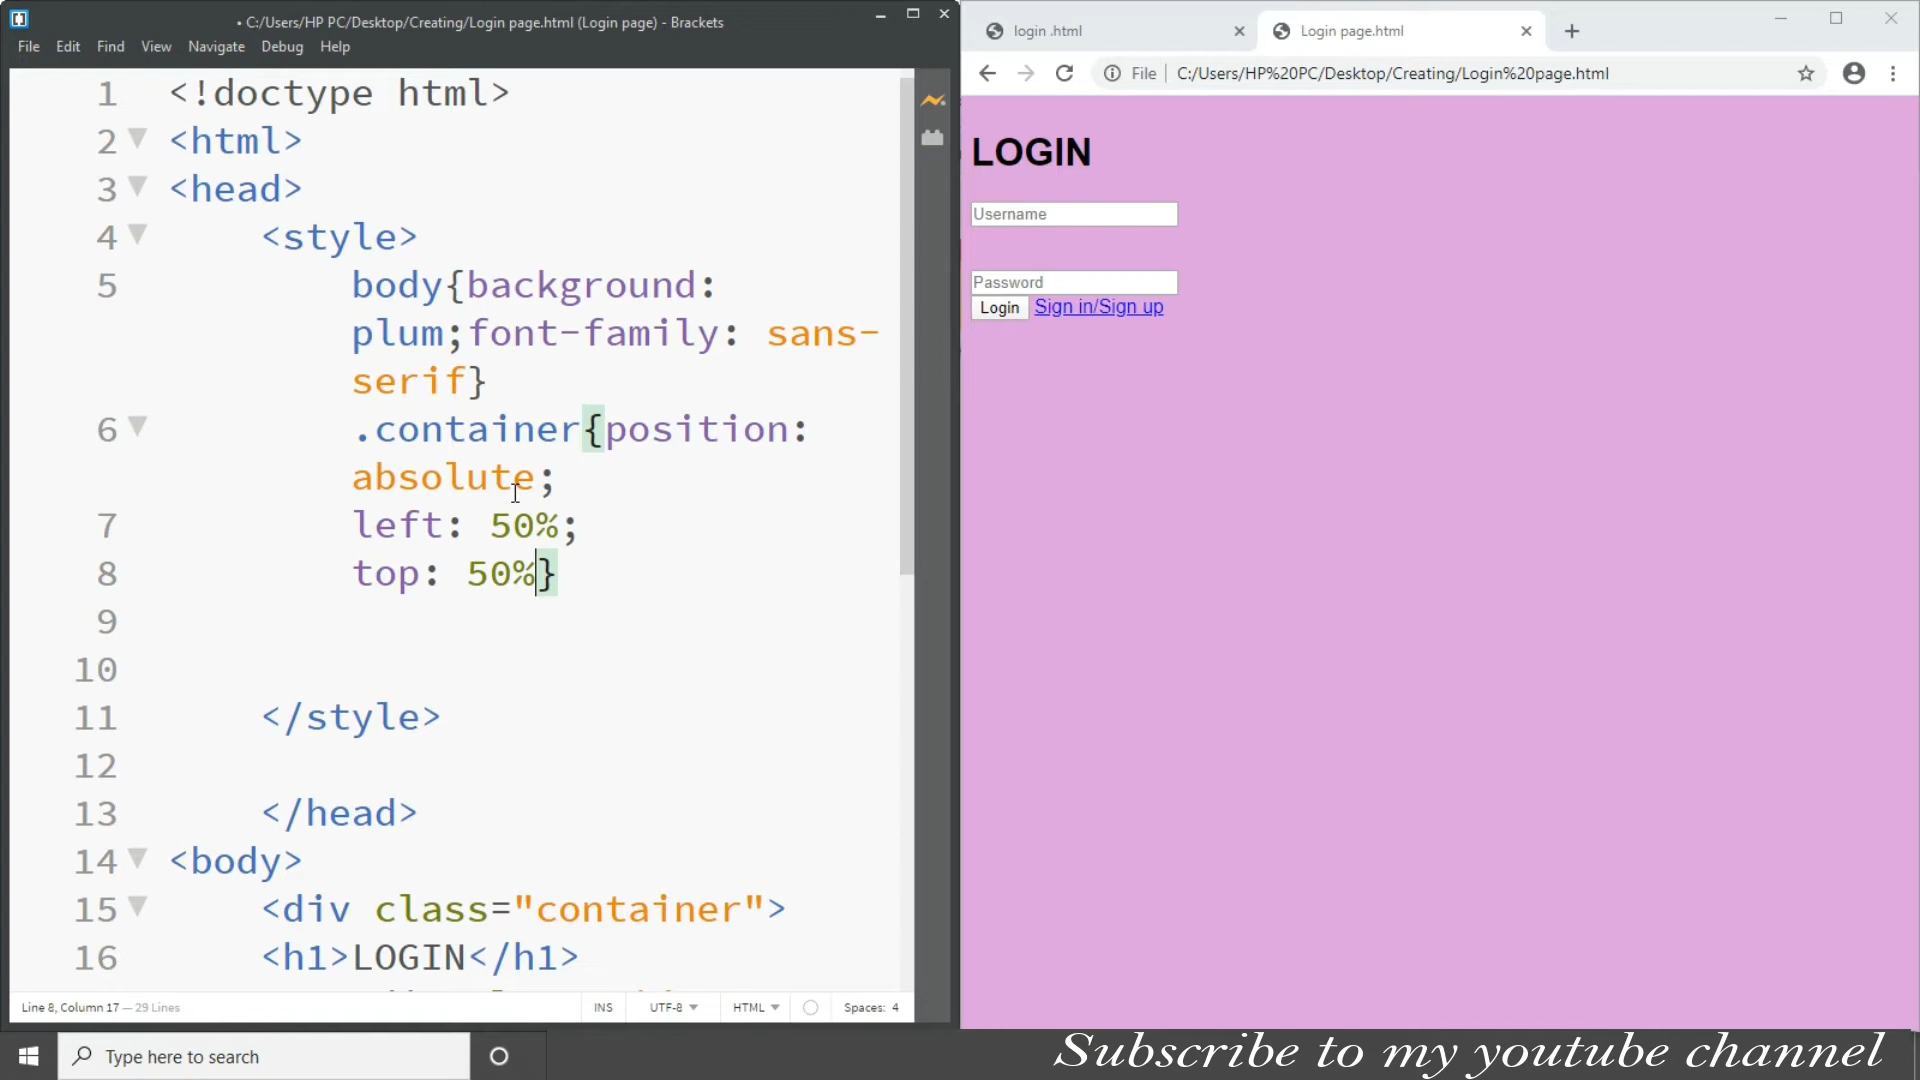 • C:/Users/HP PC/Desktop/Creating/Login page.html (Login page) - Brackets
File Edit Find View Navigate Debug Help
1 <!doctype html>
2 <html>
3 <head>
4 <style>
5 body{background:
plum;font-family: sans-
serif}
6 .container{position:
absolute;
7 left: 50%;
8 top: 50%}
9
10
11 </style>
12
13 </head>
14 <body>
15 <div class="container">
16 <h1>LOGIN</h1>
Line 8, Column 17 — 29 Lines
INS UTF-8 HTML Spaces: 4
login .html
Login page.html
File C:/Users/HP%20PC/Desktop/Creating/Login%20page.html
LOGIN
Username
Password
Login Sign in/Sign up
Type here to search
Subscribe to my youtube channel